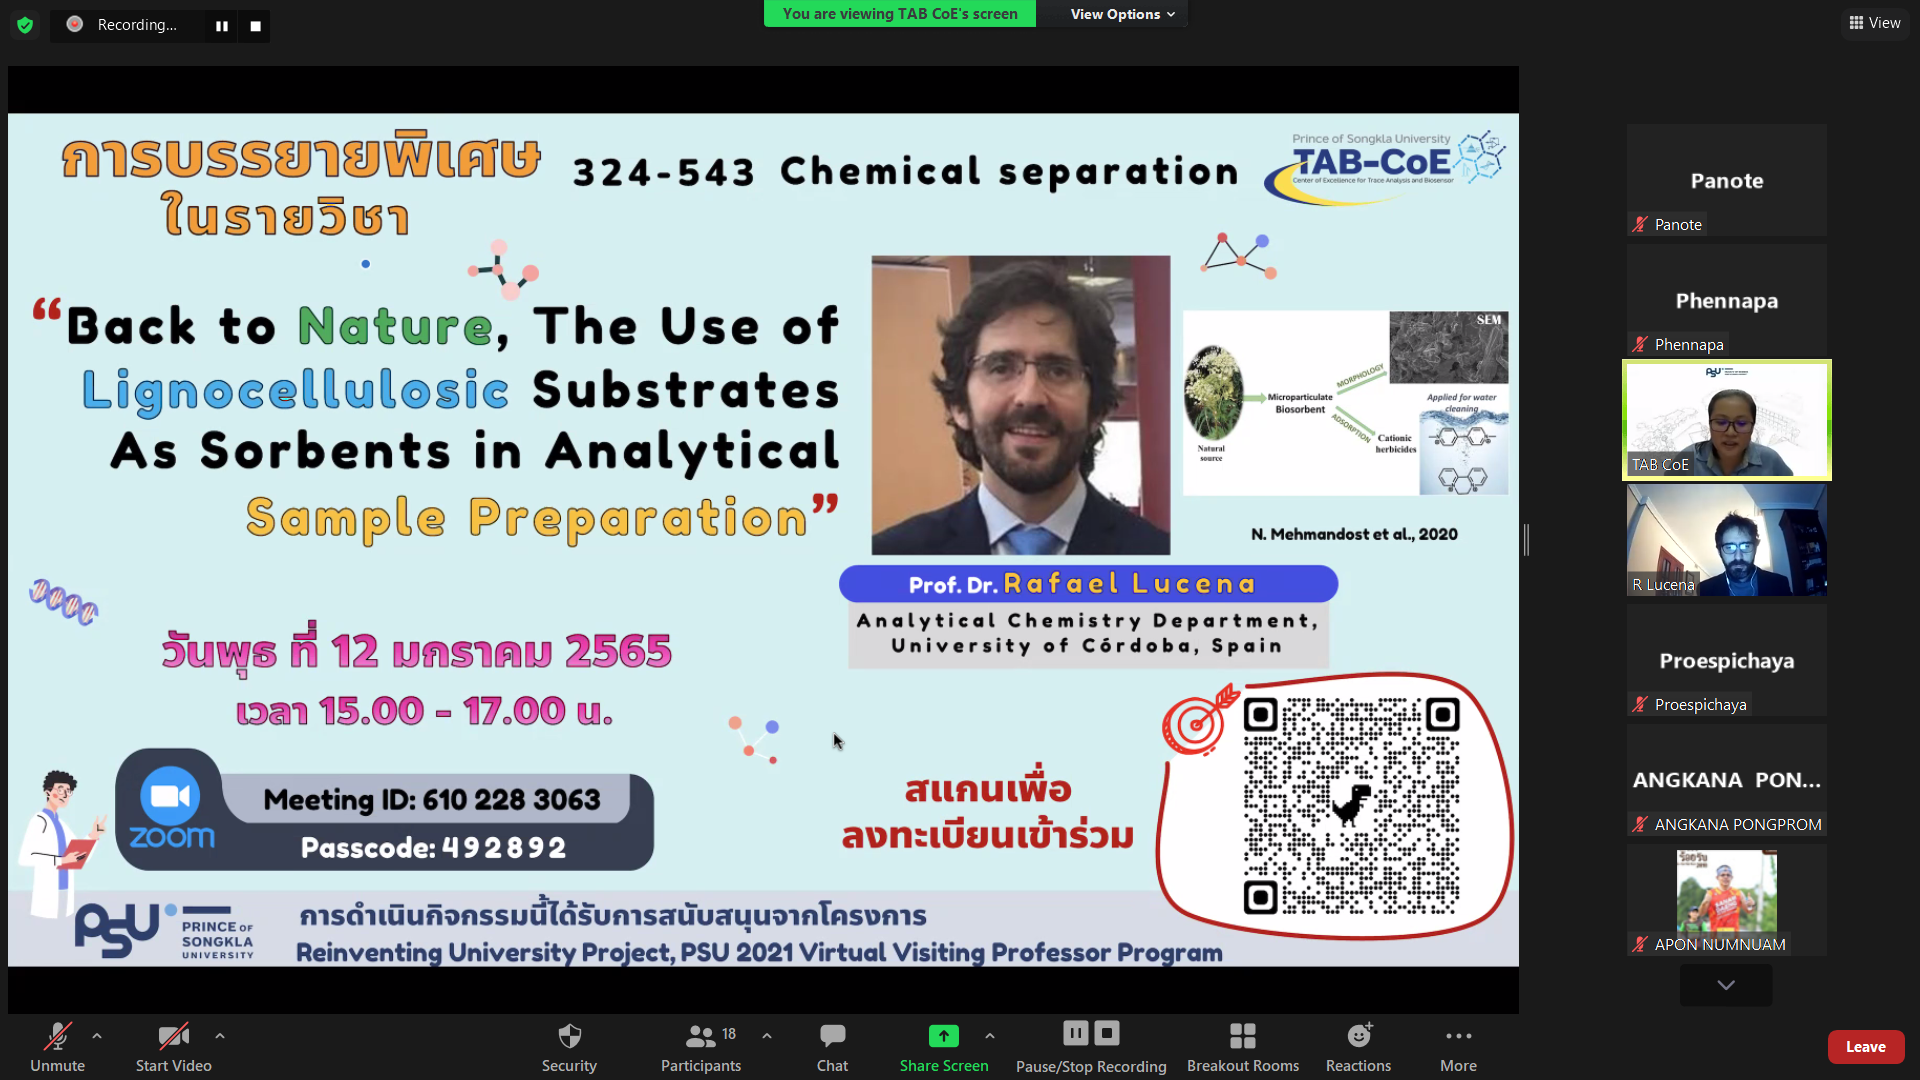 Recording...
You are viewing TAB CoE's screen
View Options
View
การบรรยายพิเศษ
ในรายวิชา
324-543 Chemical separation
Prince of Songkla University
TAB-CoE
Center of Excellence for Trace Analysis and Biosensor
“Back to Nature, The Use of
Lignocellulosic Substrates
As Sorbents in Analytical
Sample Preparation”
SEM
MORPHOLOGY
Microparticulate
Biosorbent
ADSORPTION
Applied for water
cleaning
Cationic
herbicides
Natural
source
N. Mehmandost et al., 2020
Prof. Dr. Rafael Lucena
Analytical Chemistry Department,
University of Córdoba, Spain
วันพุธ ที่ 12 มกราคม 2565
เวลา 15.00 - 17.00 น.
zoom
Meeting ID: 610 228 3063
Passcode: 492892
สแกนเพื่อ
ลงทะเบียนเข้าร่วม
PSU
PRINCE OF
SONGKLA
UNIVERSITY
การดำเนินกิจกรรมนี้ได้รับการสนับสนุนจากโครงการ
Reinventing University Project, PSU 2021 Virtual Visiting Professor Program
Panote
Panote
Phennapa
Phennapa
PSU
TAB CoE
R Lucena
Proespichaya
Proespichaya
ANGKANA PON...
ANGKANA PONGPROM
APON NUMNUAM
Unmute
Start Video
Security
Participants
18
Chat
Share Screen
Pause/Stop Recording
Breakout Rooms
Reactions
More
Leave